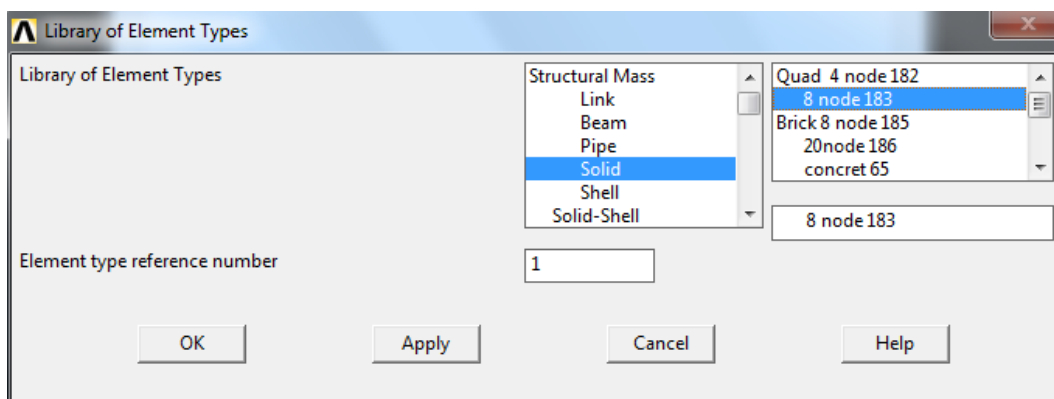 Library of Element Types
Library of Element Types
Structural Mass
Link
Beam
Pipe
Solid
Shell
Solid-Shell
Quad 4 node 182
8 node 183
Brick 8 node 185
20node 186
concret 65
8 node 183
Element type reference number
1
OK
Apply
Cancel
Help